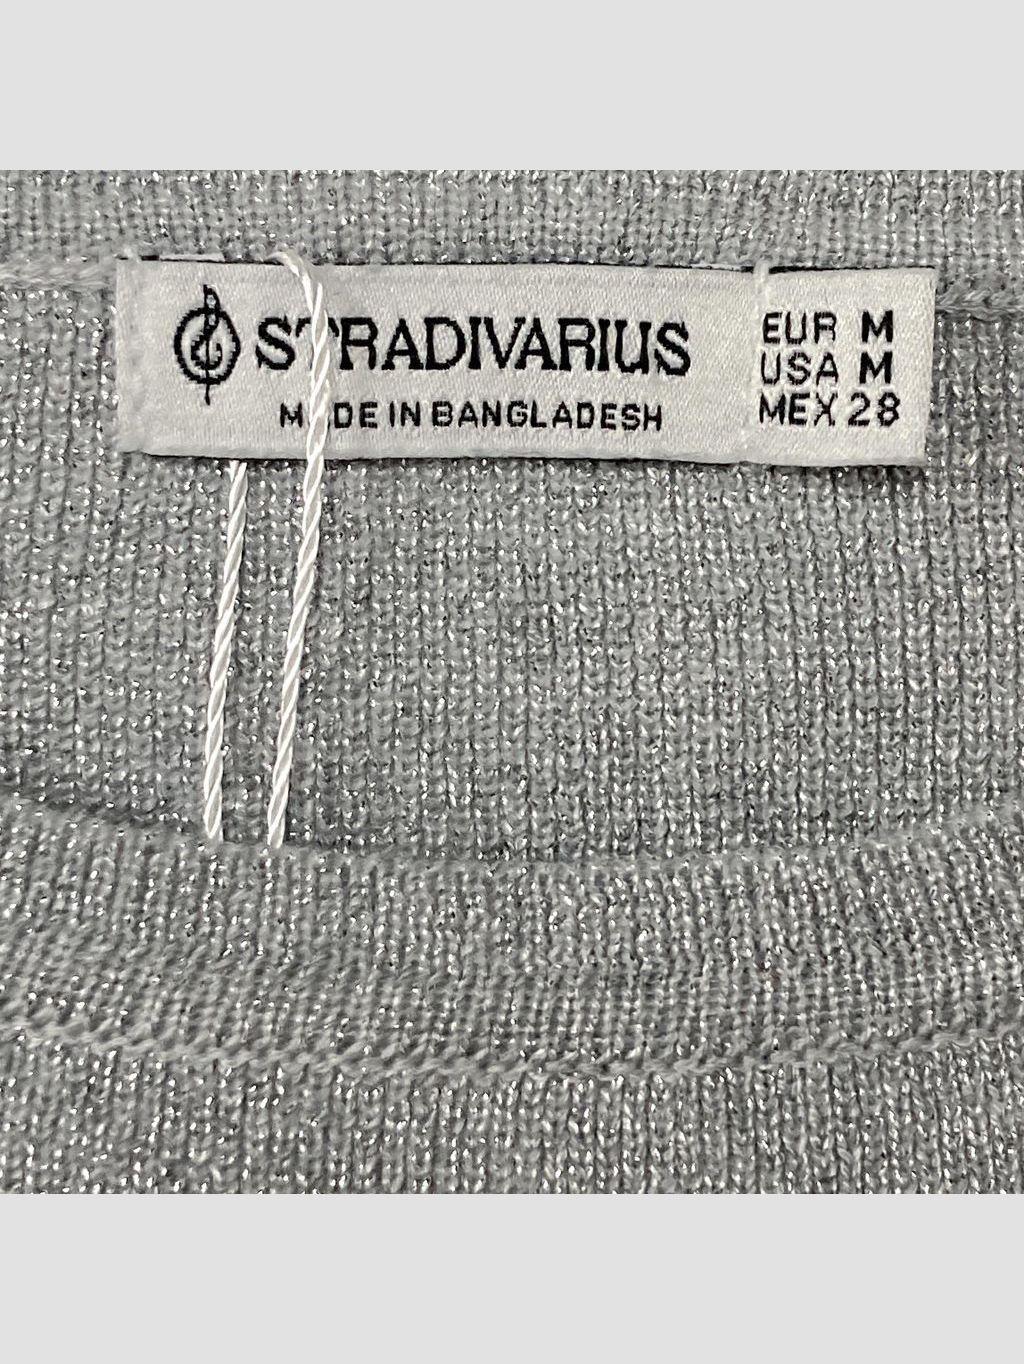 STRADIVARIUS
MADE IN BANGLADESH
EUR M
USA M
MEX 28